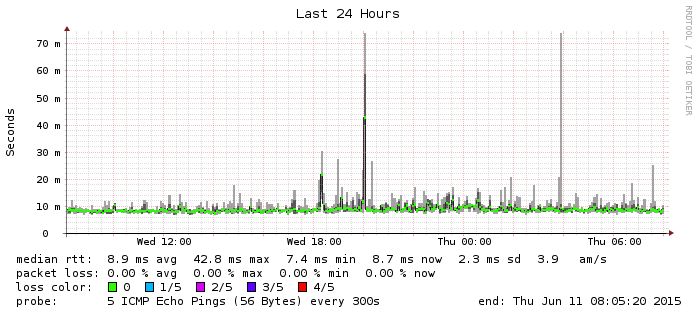 Last 24 Hours
RRDTOOL / TOBI OETIKER
Seconds
70 m
60 m
50 m
40 m
30 m
20 m
10 m
0
Wed 12:00 Wed 18:00 Thu 00:00 Thu 06:00
median rtt: 8.9 ms avg 42.8 ms max 7.4 ms min 8.7 ms now 2.3 ms sd 3.9 am/s
packet loss: 0.00 % avg 0.00 % max 0.00 % min 0.00 % now
loss color: 0 1/5 2/5 3/5 4/5
probe: 5 ICMP Echo Pings (56 Bytes) every 300s end: Thu Jun 11 08:05:20 2015